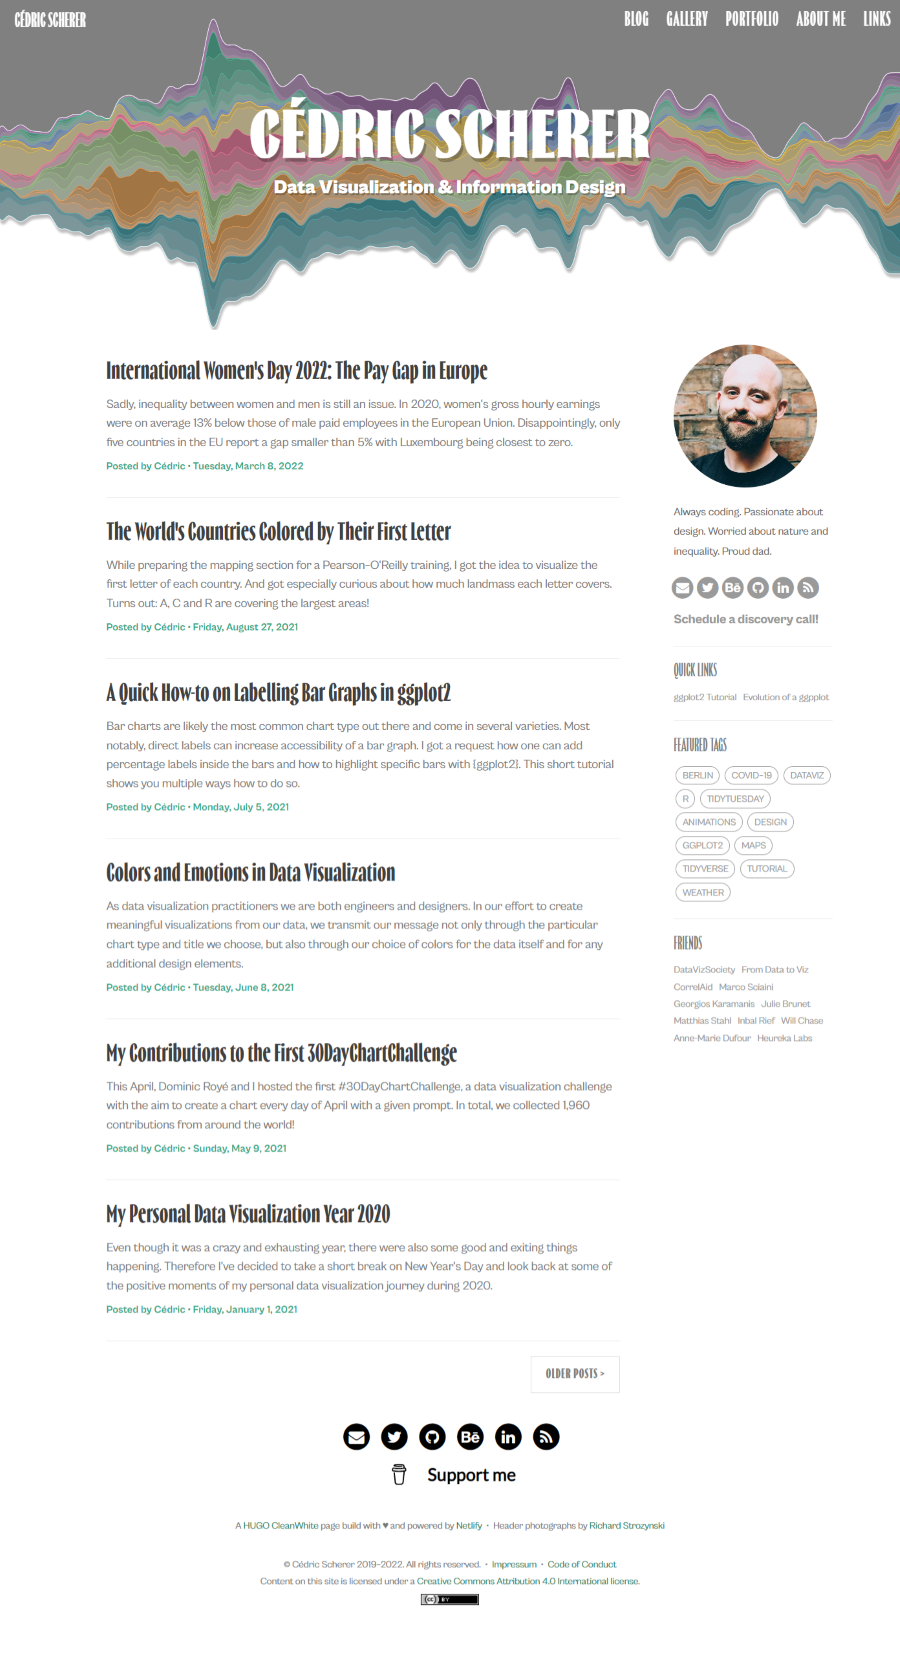 CÉDRIC SCHERER
BLOG GALLERY PORTFOLIO ABOUT ME LINKS
CÉDRIC SCHERER
Data Visualization & Information Design
International Women's Day 2022: The Pay Gap in Europe
Sadly, inequality between women and men is still an issue. In 2020, women's gross hourly earnings
were on average 13% below those of male paid employees in the European Union. Disappointingly, only
five countries in the EU report a gap smaller than 5% with Luxembourg being closest to zero.
Posted by Cédric • Tuesday, March 8, 2022
The World's Countries Colored by Their First Letter
While preparing the mapping section for a Pearson-O'Reilly training, I got the idea to visualize the
first letter of each country. And got especially curious about how much landmass each letter covers.
Turns out: A, C and R are covering the largest areas!
Posted by Cédric • Friday, August 27, 2021
A Quick How-to on Labelling Bar Graphs in ggplot2
Bar charts are likely the most common chart type out there and come in several varieties. Most
notably, direct labels can increase accessibility of a bar graph. I got a request how one can add
percentage labels inside the bars and how to highlight specific bars with {ggplot2}. This short tutorial
shows you multiple ways how to do so.
Posted by Cédric • Monday, July 5, 2021
Colors and Emotions in Data Visualization
As data visualization practitioners we are both engineers and designers. In our effort to create
meaningful visualizations from our data, we transmit our message not only through the particular
chart type and title we choose, but also through our choice of colors for the data itself and for any
additional design elements.
Posted by Cédric • Tuesday, June 8, 2021
My Contributions to the First 30DayChartChallenge
This April, Dominic Royé and I hosted the first #30DayChartChallenge, a data visualization challenge
with the aim to create a chart every day of April with a given prompt. In total, we collected 1,960
contributions from around the world!
Posted by Cédric • Sunday, May 9, 2021
My Personal Data Visualization Year 2020
Even though it was a crazy and exhausting year, there were also some good and exiting things
happening. Therefore I've decided to take a short break on New Year's Day and look back at some of
the positive moments of my personal data visualization journey during 2020.
Posted by Cédric • Friday, January 1, 2021
OLDER POSTS >
Always coding. Passionate about
design. Worried about nature and
inequality. Proud dad.
Bē
in
Schedule a discovery call!
QUICK LINKS
ggplot2 Tutorial Evolution of a ggpplot
FEATURED TAGS
BERLIN COVID-19 DATAVIZ
R TIDYTUESDAY
ANIMATIONS DESIGN
GGPLOT2 MAPS
TIDYVERSE TUTORIAL
WEATHER
FRIENDS
DataVizSociety From Data to Viz
CorrelAid Marco Sciaini
Georgios Karamanis Julie Brunet
Matthias Stahl Inbal Rief Will Chase
Anne-Marie Dufour Heureka Labs
Bē in
Support me
A HUGO CleanWhite page build with ♥ and powered by Netlify • Header photographs by Richard Strozynski
© Cédric Scherer 2019-2022. All rights reserved. • Impressum • Code of Conduct
Content on this site is licensed under a Creative Commons Attribution 4.0 International license.
cc BY